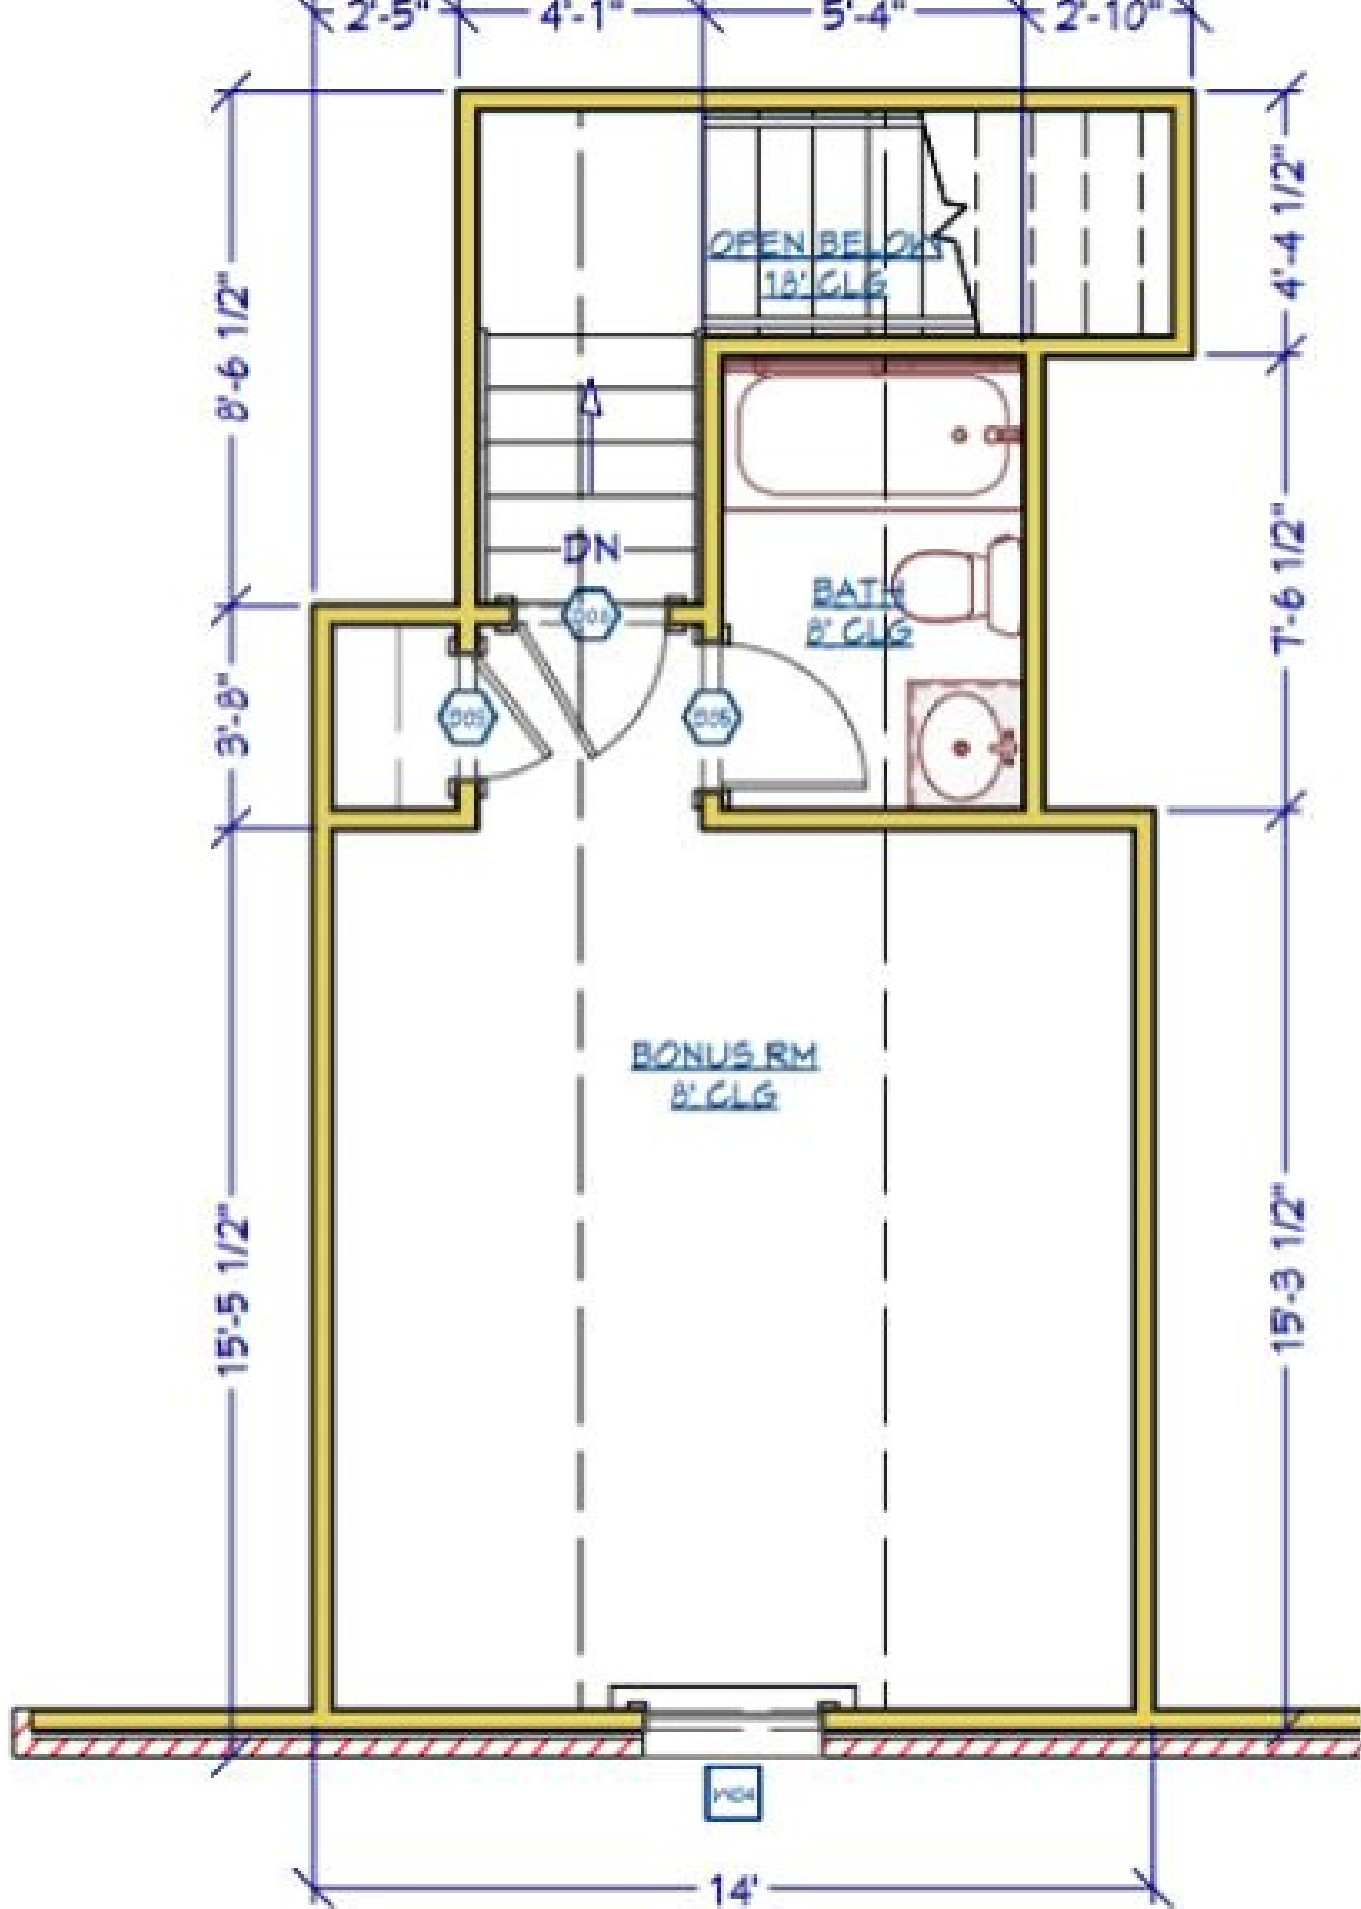 2'-5"
4'-1"
5'-4"
2'-10"
4'-4 1/2"
8'-6 1/2"
OPEN BELOW
18' CLG
DN
BATH
8' CLG
7'-6 1/2"
3'-8"
BONUS RM
8' CLG
15'-5 1/2"
15'-3 1/2"
14'